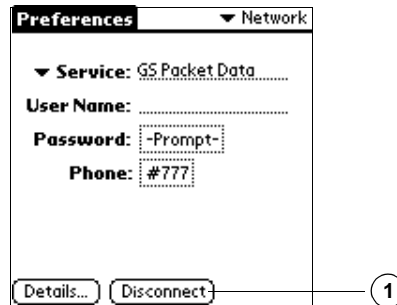 Preferences ▼ Network
▼ Service: GS Packet Data
User Name:
Password: -Prompt-
Phone: #777
Details... Disconnect 1